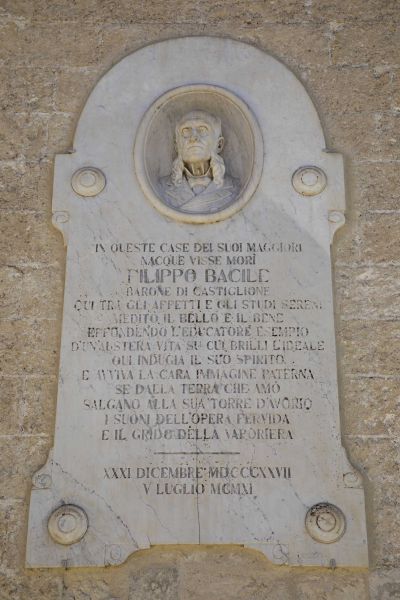 IN QUESTE CASE DEI SUOI MAGGIORI
NACQUE VISSE MORÌ
FILIPPO BACILE
BARONE DI CASTIGLIONE
QUI TRA GLI AFFETTI E GLI STUDI SERENI
MEDITÒ IL BELLO E IL BENE
EFFONDENDO L'EDUCATORE ESEMPIO
D'UN'AUSTERA VITA SU CUI BRILLÒ L'IDEALE
QUI INDUGIA IL SUO SPIRITO
E AVVIVA LA CARA IMMAGINE PATERNA
SE DALLA TERRA CHE AMÒ
SALGANO ALLA SUA TORRE D'AVORIO
I SUONI DELL'OPERA FERVIDA
E IL GRIDO DELLA VAPORIERA
XXXI DICEMBRE MDCCCXXVII
V LUGLIO MCMXI